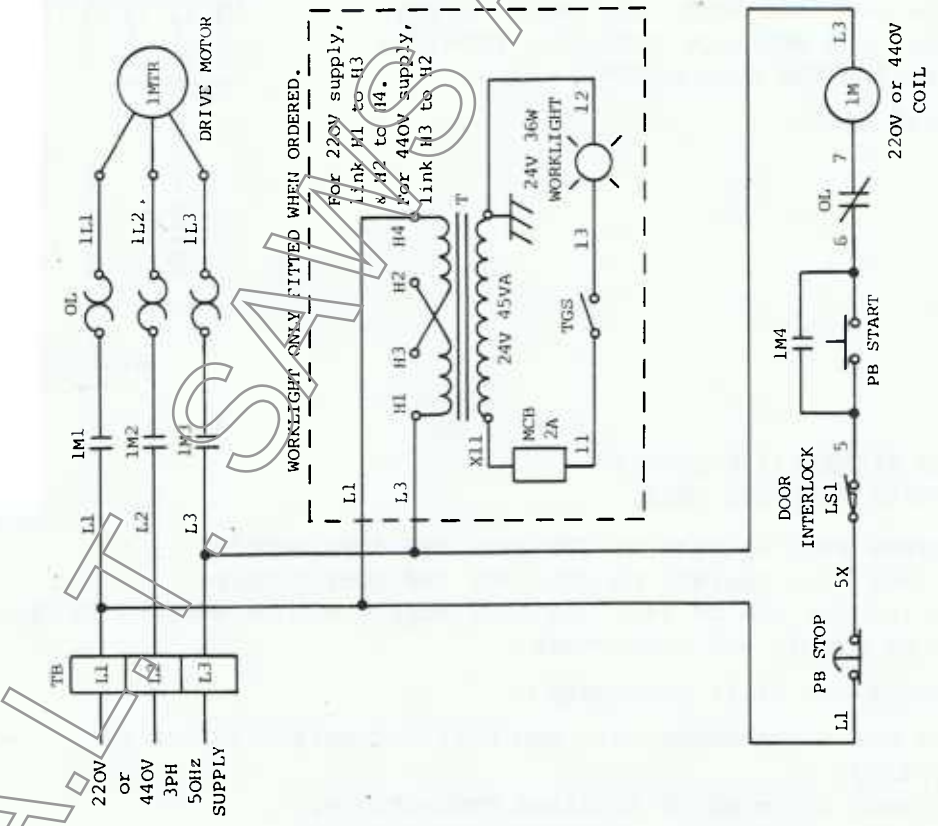 220V
or
440V
3PH
50HZ
SUPPLY
TB
L1
L2
L3
L1
L2
L3
1M1
1M2
1M3
OL
1L1
1L2
1L3
1MTR
DRIVE MOTOR
WORKLIGHT ONLY FITTED WHEN ORDERED.
For 220V supply,
link H1 to H3
& H2 to H4.
For 440V supply,
link H3 to H2
L1
L3
H1
H3
H2
H4
T
X11
24V 45VA
MCB
2A
11
TGS
13
24V 36W
WORKLIGHT
12
L1
PB STOP
5X
DOOR
INTERLOCK
LS1
5
1M4
PB START
6
OL
7
1M
L3
220V or 440V
COIL
A.L.T. SAWS